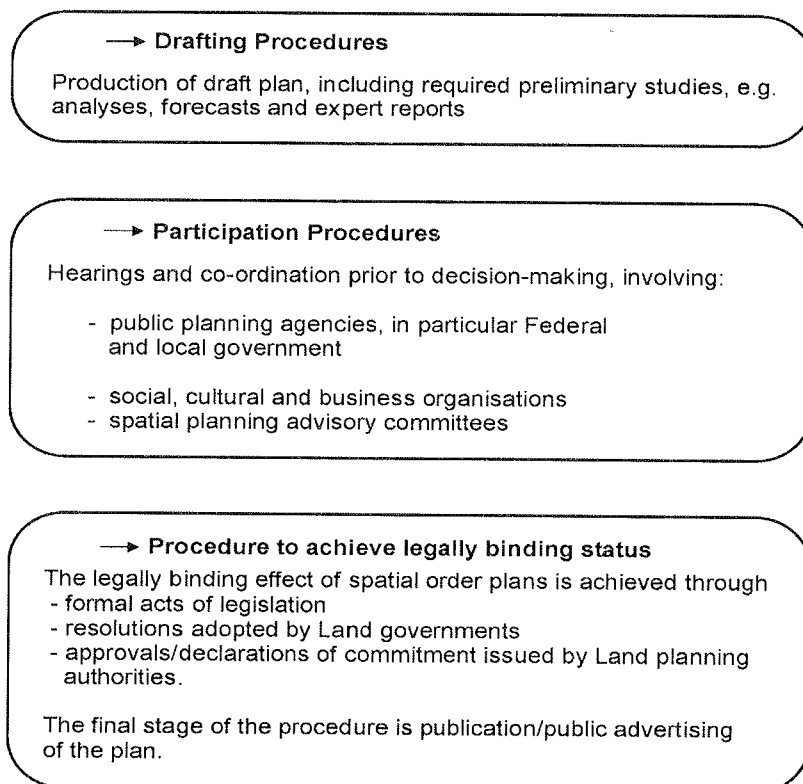 → Drafting Procedures
Production of draft plan, including required preliminary studies, e.g.
analyses, forecasts and expert reports
→ Participation Procedures
Hearings and co-ordination prior to decision-making, involving:
- public planning agencies, in particular Federal
and local government
- social, cultural and business organisations
- spatial planning advisory committees
→ Procedure to achieve legally binding status
The legally binding effect of spatial order plans is achieved through
- formal acts of legislation
- resolutions adopted by Land governments
- approvals/declarations of commitment issued by Land planning
authorities.
The final stage of the procedure is publication/public advertising
of the plan.